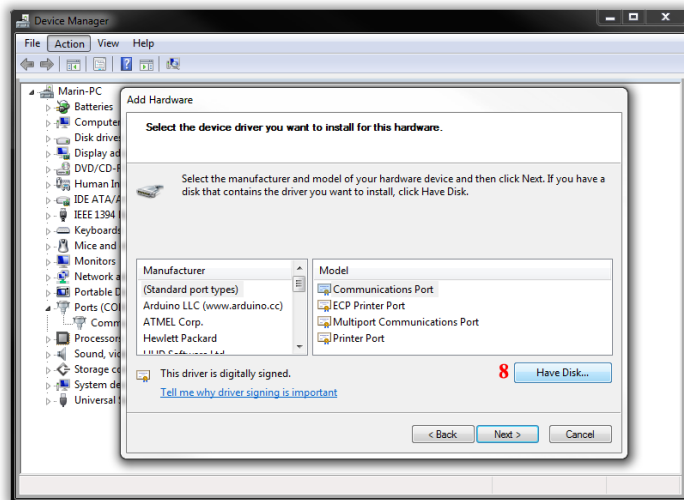 Device Manager
File Action View Help
Marin-PC
Batteries
Computer
Disk drives
Display ad
DVD/CD-R
Human In
IDE ATA/A
IEEE 1394
Keyboards
Mice and
Monitors
Network a
Portable D
Ports (CO
Comm
Processors
Sound, vid
Storage co
System de
Universal
Add Hardware
Select the device driver you want to install for this hardware.
Select the manufacturer and model of your hardware device and then click Next. If you have a
disk that contains the driver you want to install, click Have Disk.
Manufacturer
(Standard port types)
Arduino LLC (www.arduino.cc)
ATMEL Corp.
Hewlett Packard
Model
Communications Port
ECP Printer Port
Multiport Communications Port
Printer Port
This driver is digitally signed.
Tell me why driver signing is important
8 Have Disk...
< Back Next > Cancel